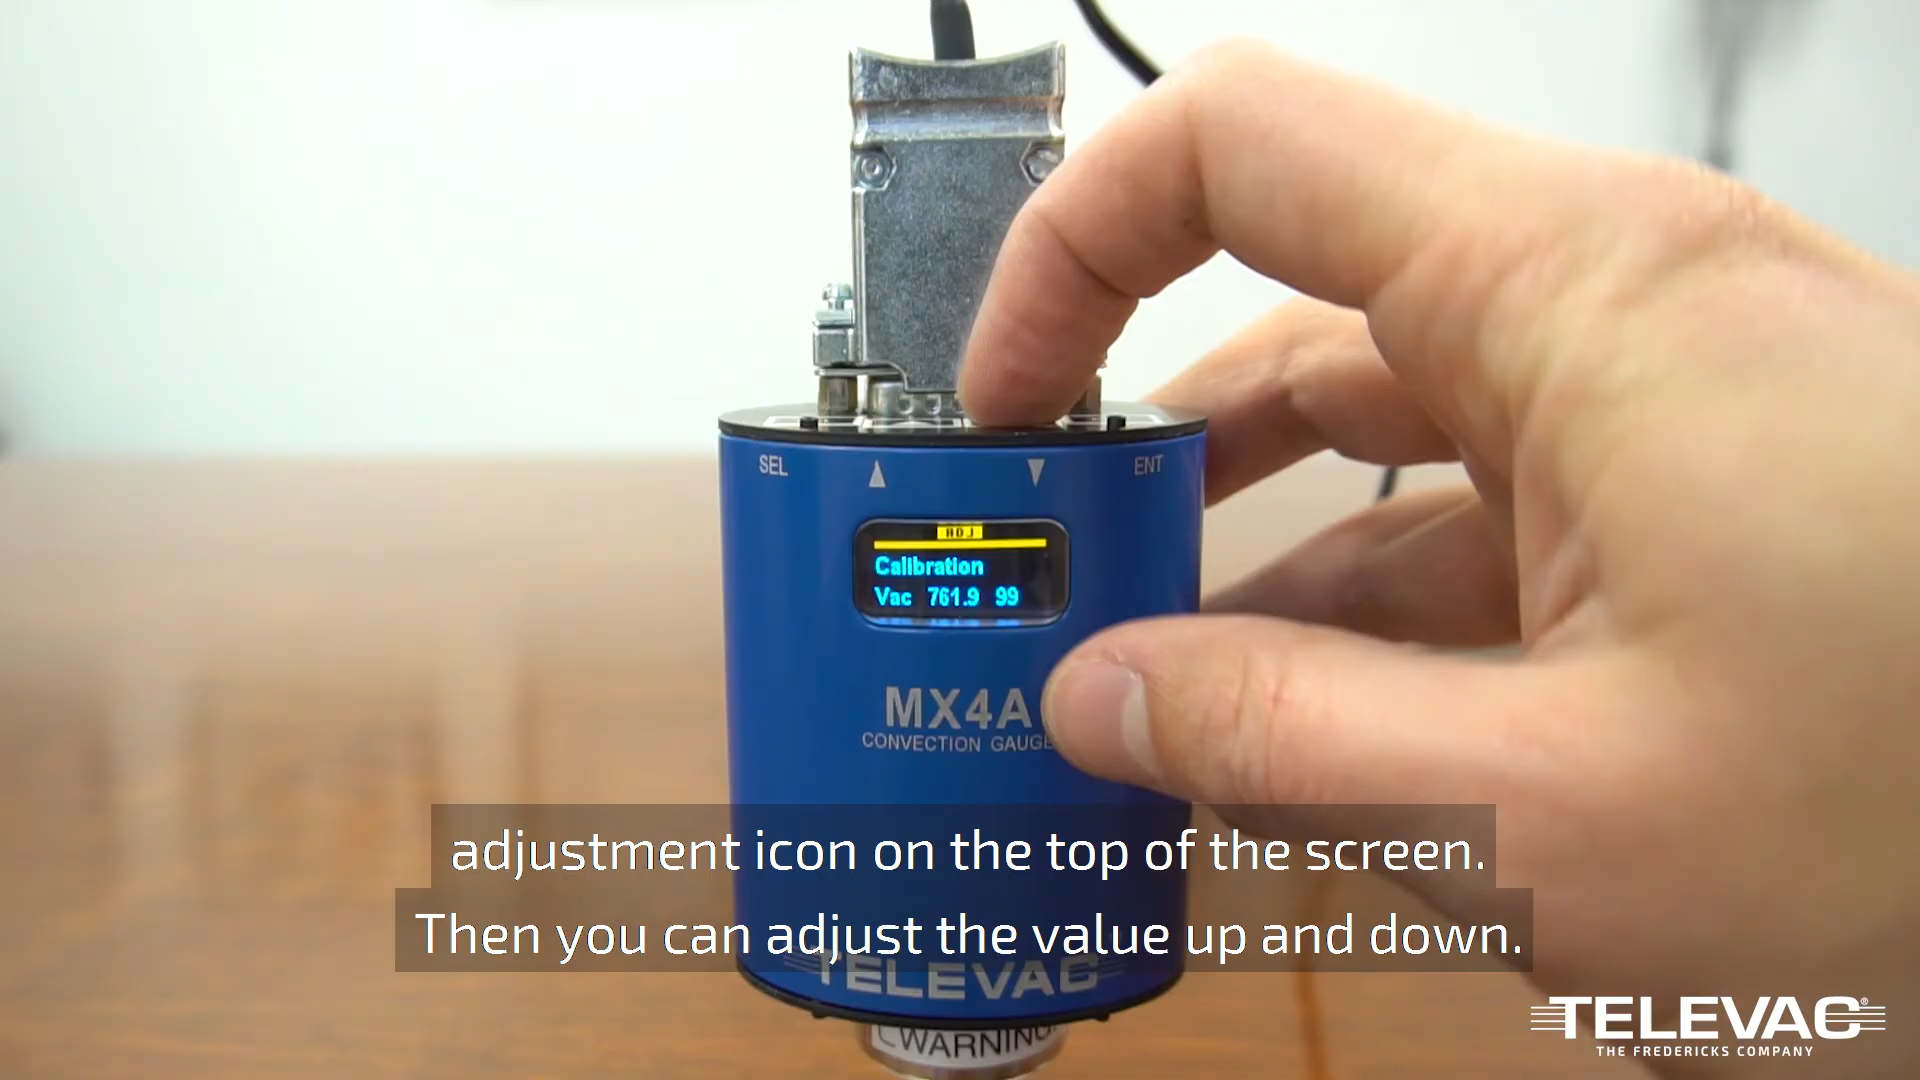 SEL ▲ ▼ ENT
ADJ
Calibration
Vac 761.9 99
MX4A
CONVECTION GAUGE
adjustment icon on the top of the screen.
Then you can adjust the value up and down.
TELEVAC
WARNING
TELEVAC®
THE FREDERICKS COMPANY